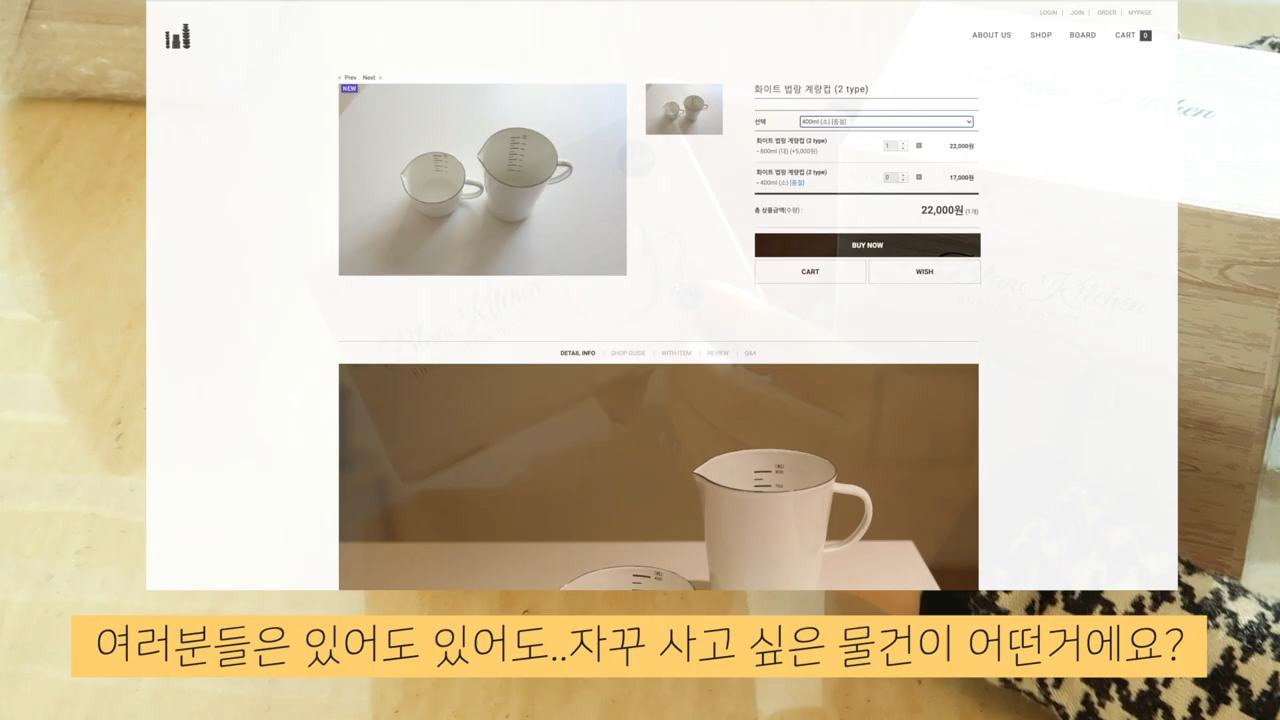 LOGIN | JOIN | ORDER | MYPAGE
ABOUT US SHOP BOARD CART 0
‹ Prev Next ›
NEW
화이트 법랑 계량컵 (2 type)
선택 400ml (소) [품절]
화이트 법랑 계량컵 (2 type)
- 800ml (대) (+5,000원) 1 22,000원
화이트 법랑 계량컵 (2 type)
- 400ml (소) [품절] 0 17,000원
총 상품금액(수량) : 22,000원 (1개)
BUY NOW
CART WISH
Kitchen
DETAIL INFO | SHOP GUIDE | WITH ITEM | REVIEW | Q&A
여러분들은 있어도 있어도..자꾸 사고 싶은 물건이 어떤거에요?